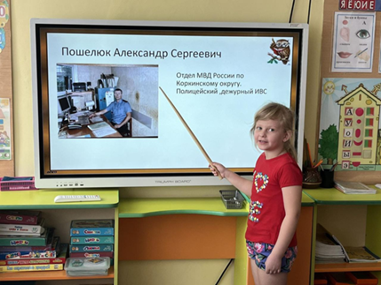 Пошелюк Александр Сергеевич
Отдел МВД России по
Коркинскому округу.
Полицейский ,дежурный ИВС